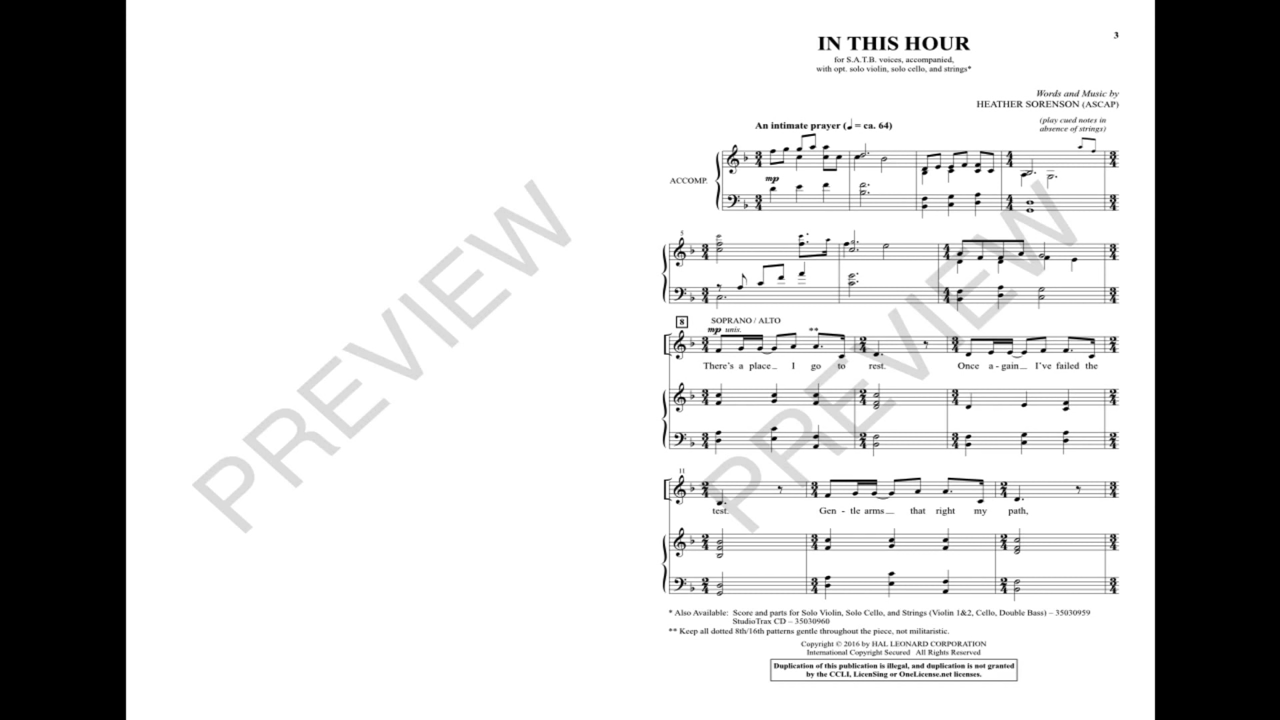 3
IN THIS HOUR
for S.A.T.B. voices, accompanied,
with opt. solo violin, solo cello, and strings*
Words and Music by
HEATHER SORENSON (ASCAP)
An intimate prayer (♩ = ca. 64)
(play cued notes in
absence of strings)
ACCOMP.
mp
5
8
SOPRANO / ALTO
mp unis.
**
There's a place_ I go to rest. Once a - gain_ I've failed the
11
test. Gen - tle arms_ that right my path,
* Also Available: Score and parts for Solo Violin, Solo Cello, and Strings (Violin 1&2, Cello, Double Bass) – 35030959
StudioTrax CD – 35030960
** Keep all dotted 8th/16th patterns gentle throughout the piece, not militaristic.
Copyright © 2016 by HAL LEONARD CORPORATION
International Copyright Secured All Rights Reserved
Duplication of this publication is illegal, and duplication is not granted
by the CCLI, LicenSing or OneLicense.net licenses.
PREVIEW
PREVIEW